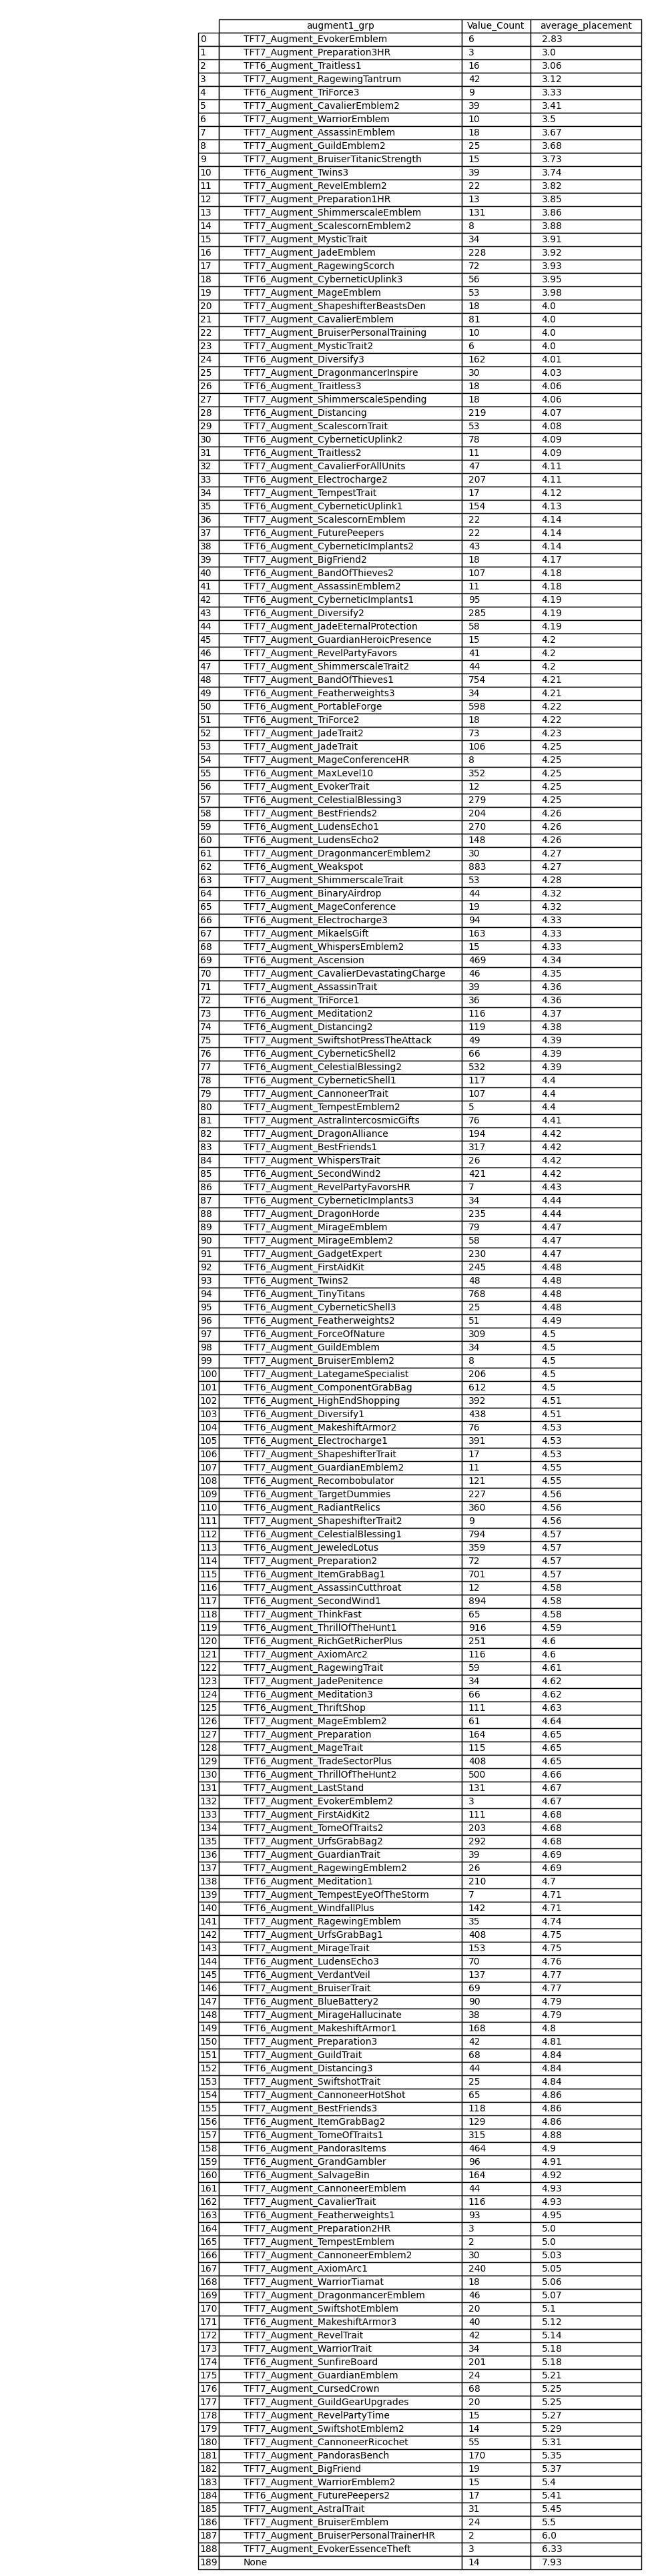 augment1_grp Value_Count average_placement
0 TFT7_Augment_EvokerEmblem 6 2.83
1 TFT7_Augment_Preparation3HR 3 3.0
2 TFT6_Augment_Traitless1 16 3.06
3 TFT7_Augment_RagewingTantrum 42 3.12
4 TFT6_Augment_TriForce3 9 3.33
5 TFT7_Augment_CavalierEmblem2 39 3.41
6 TFT7_Augment_WarriorEmblem 10 3.5
7 TFT7_Augment_AssassinEmblem 18 3.67
8 TFT7_Augment_GuildEmblem2 25 3.68
9 TFT7_Augment_BruiserTitanicStrength 15 3.73
10 TFT6_Augment_Twins3 39 3.74
11 TFT7_Augment_RevelEmblem2 22 3.82
12 TFT7_Augment_Preparation1HR 13 3.85
13 TFT7_Augment_ShimmerscaleEmblem 131 3.86
14 TFT7_Augment_ScalescornEmblem2 8 3.88
15 TFT7_Augment_MysticTrait 34 3.91
16 TFT7_Augment_JadeEmblem 228 3.92
17 TFT7_Augment_RagewingScorch 72 3.93
18 TFT6_Augment_CyberneticUplink3 56 3.95
19 TFT7_Augment_MageEmblem 53 3.98
20 TFT7_Augment_ShapeshifterBeastsDen 18 4.0
21 TFT7_Augment_CavalierEmblem 81 4.0
22 TFT7_Augment_BruiserPersonalTraining 10 4.0
23 TFT7_Augment_MysticTrait2 6 4.0
24 TFT6_Augment_Diversify3 162 4.01
25 TFT7_Augment_DragonmancerInspire 30 4.03
26 TFT6_Augment_Traitless3 18 4.06
27 TFT7_Augment_ShimmerscaleSpending 18 4.06
28 TFT6_Augment_Distancing 219 4.07
29 TFT7_Augment_ScalescornTrait 53 4.08
30 TFT6_Augment_CyberneticUplink2 78 4.09
31 TFT6_Augment_Traitless2 11 4.09
32 TFT7_Augment_CavalierForAllUnits 47 4.11
33 TFT6_Augment_Electrocharge2 207 4.11
34 TFT7_Augment_TempestTrait 17 4.12
35 TFT6_Augment_CyberneticUplink1 154 4.13
36 TFT7_Augment_ScalescornEmblem 22 4.14
37 TFT7_Augment_FuturePeepers 22 4.14
38 TFT6_Augment_CyberneticImplants2 43 4.14
39 TFT7_Augment_BigFriend2 18 4.17
40 TFT6_Augment_BandOfThieves2 107 4.18
41 TFT7_Augment_AssassinEmblem2 11 4.18
42 TFT6_Augment_CyberneticImplants1 95 4.19
43 TFT6_Augment_Diversify2 285 4.19
44 TFT7_Augment_JadeEternalProtection 58 4.19
45 TFT7_Augment_GuardianHeroicPresence 15 4.2
46 TFT7_Augment_RevelPartyFavors 41 4.2
47 TFT7_Augment_ShimmerscaleTrait2 44 4.2
48 TFT7_Augment_BandOfThieves1 754 4.21
49 TFT6_Augment_Featherweights3 34 4.21
50 TFT6_Augment_PortableForge 598 4.22
51 TFT6_Augment_TriForce2 18 4.22
52 TFT7_Augment_JadeTrait2 73 4.23
53 TFT7_Augment_JadeTrait 106 4.25
54 TFT7_Augment_MageConferenceHR 8 4.25
55 TFT6_Augment_MaxLevel10 352 4.25
56 TFT7_Augment_EvokerTrait 12 4.25
57 TFT6_Augment_CelestialBlessing3 279 4.25
58 TFT7_Augment_BestFriends2 204 4.26
59 TFT6_Augment_LudensEcho1 270 4.26
60 TFT6_Augment_LudensEcho2 148 4.26
61 TFT7_Augment_DragonmancerEmblem2 30 4.27
62 TFT6_Augment_Weakspot 883 4.27
63 TFT7_Augment_ShimmerscaleTrait 53 4.28
64 TFT6_Augment_BinaryAirdrop 44 4.32
65 TFT7_Augment_MageConference 19 4.32
66 TFT6_Augment_Electrocharge3 94 4.33
67 TFT7_Augment_MikaelsGift 163 4.33
68 TFT7_Augment_WhispersEmblem2 15 4.33
69 TFT6_Augment_Ascension 469 4.34
70 TFT7_Augment_CavalierDevastatingCharge 46 4.35
71 TFT7_Augment_AssassinTrait 39 4.36
72 TFT6_Augment_TriForce1 36 4.36
73 TFT6_Augment_Meditation2 116 4.37
74 TFT6_Augment_Distancing2 119 4.38
75 TFT7_Augment_SwiftshotPressTheAttack 49 4.39
76 TFT6_Augment_CyberneticShell2 66 4.39
77 TFT6_Augment_CelestialBlessing2 532 4.39
78 TFT6_Augment_CyberneticShell1 117 4.4
79 TFT7_Augment_CannoneerTrait 107 4.4
80 TFT7_Augment_TempestEmblem2 5 4.4
81 TFT7_Augment_AstralIntercosmicGifts 76 4.41
82 TFT7_Augment_DragonAlliance 194 4.42
83 TFT7_Augment_BestFriends1 317 4.42
84 TFT7_Augment_WhispersTrait 26 4.42
85 TFT6_Augment_SecondWind2 421 4.42
86 TFT7_Augment_RevelPartyFavorsHR 7 4.43
87 TFT6_Augment_CyberneticImplants3 34 4.44
88 TFT7_Augment_DragonHorde 235 4.44
89 TFT7_Augment_MirageEmblem 79 4.47
90 TFT7_Augment_MirageEmblem2 58 4.47
91 TFT7_Augment_GadgetExpert 230 4.47
92 TFT6_Augment_FirstAidKit 245 4.48
93 TFT6_Augment_Twins2 48 4.48
94 TFT6_Augment_TinyTitans 768 4.48
95 TFT6_Augment_CyberneticShell3 25 4.48
96 TFT6_Augment_Featherweights2 51 4.49
97 TFT6_Augment_ForceOfNature 309 4.5
98 TFT7_Augment_GuildEmblem 34 4.5
99 TFT7_Augment_BruiserEmblem2 8 4.5
100 TFT7_Augment_LategameSpecialist 206 4.5
101 TFT6_Augment_ComponentGrabBag 612 4.5
102 TFT6_Augment_HighEndShopping 392 4.51
103 TFT6_Augment_Diversify1 438 4.51
104 TFT6_Augment_MakeshiftArmor2 76 4.53
105 TFT6_Augment_Electrocharge1 391 4.53
106 TFT7_Augment_ShapeshifterTrait 17 4.53
107 TFT7_Augment_GuardianEmblem2 11 4.55
108 TFT6_Augment_Recombobulator 121 4.55
109 TFT6_Augment_TargetDummies 227 4.56
110 TFT6_Augment_RadiantRelics 360 4.56
111 TFT7_Augment_ShapeshifterTrait2 9 4.56
112 TFT6_Augment_CelestialBlessing1 794 4.57
113 TFT6_Augment_JeweledLotus 359 4.57
114 TFT7_Augment_Preparation2 72 4.57
115 TFT6_Augment_ItemGrabBag1 701 4.57
116 TFT7_Augment_AssassinCutthroat 12 4.58
117 TFT6_Augment_SecondWind1 894 4.58
118 TFT7_Augment_ThinkFast 65 4.58
119 TFT6_Augment_ThrillOfTheHunt1 916 4.59
120 TFT6_Augment_RichGetRicherPlus 251 4.6
121 TFT7_Augment_AxiomArc2 116 4.6
122 TFT7_Augment_RagewingTrait 59 4.61
123 TFT7_Augment_JadePenitence 34 4.62
124 TFT6_Augment_Meditation3 66 4.62
125 TFT6_Augment_ThriftShop 111 4.63
126 TFT7_Augment_MageEmblem2 61 4.64
127 TFT7_Augment_Preparation 164 4.65
128 TFT7_Augment_MageTrait 115 4.65
129 TFT6_Augment_TradeSectorPlus 408 4.65
130 TFT6_Augment_ThrillOfTheHunt2 500 4.66
131 TFT7_Augment_LastStand 131 4.67
132 TFT7_Augment_EvokerEmblem2 3 4.67
133 TFT7_Augment_FirstAidKit2 111 4.68
134 TFT7_Augment_TomeOfTraits2 203 4.68
135 TFT7_Augment_UrfsGrabBag2 292 4.68
136 TFT7_Augment_GuardianTrait 39 4.69
137 TFT7_Augment_RagewingEmblem2 26 4.69
138 TFT6_Augment_Meditation1 210 4.7
139 TFT7_Augment_TempestEyeOfTheStorm 7 4.71
140 TFT6_Augment_WindfallPlus 142 4.71
141 TFT7_Augment_RagewingEmblem 35 4.74
142 TFT7_Augment_UrfsGrabBag1 408 4.75
143 TFT7_Augment_MirageTrait 153 4.75
144 TFT6_Augment_LudensEcho3 70 4.76
145 TFT6_Augment_VerdantVeil 137 4.77
146 TFT7_Augment_BruiserTrait 69 4.77
147 TFT6_Augment_BlueBattery2 90 4.79
148 TFT7_Augment_MirageHallucinate 38 4.79
149 TFT6_Augment_MakeshiftArmor1 168 4.8
150 TFT7_Augment_Preparation3 42 4.81
151 TFT7_Augment_GuildTrait 68 4.84
152 TFT6_Augment_Distancing3 44 4.84
153 TFT7_Augment_SwiftshotTrait 25 4.84
154 TFT7_Augment_CannoneerHotShot 65 4.86
155 TFT7_Augment_BestFriends3 118 4.86
156 TFT6_Augment_ItemGrabBag2 129 4.86
157 TFT6_Augment_TomeOfTraits1 315 4.88
158 TFT6_Augment_PandorasItems 464 4.9
159 TFT6_Augment_GrandGambler 96 4.91
160 TFT6_Augment_SalvageBin 164 4.92
161 TFT7_Augment_CannoneerEmblem 44 4.93
162 TFT7_Augment_CavalierTrait 116 4.93
163 TFT6_Augment_Featherweights1 93 4.95
164 TFT7_Augment_Preparation2HR 3 5.0
165 TFT7_Augment_TempestEmblem 2 5.0
166 TFT7_Augment_CannoneerEmblem2 30 5.03
167 TFT7_Augment_AxiomArc1 240 5.05
168 TFT7_Augment_WarriorTiamat 18 5.06
169 TFT7_Augment_DragonmancerEmblem 46 5.07
170 TFT7_Augment_SwiftshotEmblem 20 5.1
171 TFT6_Augment_MakeshiftArmor3 40 5.12
172 TFT7_Augment_RevelTrait 42 5.14
173 TFT7_Augment_WarriorTrait 34 5.18
174 TFT6_Augment_SunfireBoard 201 5.18
175 TFT7_Augment_GuardianEmblem 24 5.21
176 TFT7_Augment_CursedCrown 68 5.25
177 TFT7_Augment_GuildGearUpgrades 20 5.25
178 TFT7_Augment_RevelPartyTime 15 5.27
179 TFT7_Augment_SwiftshotEmblem2 14 5.29
180 TFT7_Augment_CannoneerRicochet 55 5.31
181 TFT7_Augment_PandorasBench 170 5.35
182 TFT7_Augment_BigFriend 19 5.37
183 TFT7_Augment_WarriorEmblem2 15 5.4
184 TFT6_Augment_FuturePeepers2 17 5.41
185 TFT7_Augment_AstralTrait 31 5.45
186 TFT7_Augment_BruiserEmblem 24 5.5
187 TFT7_Augment_BruiserPersonalTrainerHR 2 6.0
188 TFT7_Augment_EvokerEssenceTheft 3 6.33
189 None 14 7.93